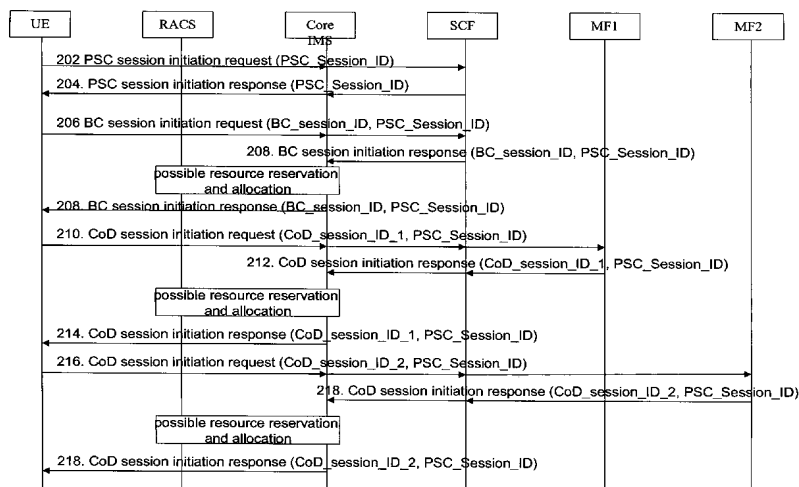 UE
RACS
Core
IMS
SCF
MF1
MF2
202 PSC session initiation request (PSC_Session_ID)
204. PSC session initiation response (PSC_Session_ID)
206 BC session initiation request (BC_session_ID, PSC_Session_ID)
208. BC session initiation response (BC_session_ID, PSC_Session_ID)
possible resource reservation
and allocation
208. BC session initiation response (BC_session_ID, PSC_Session_ID)
210. CoD session initiation request (CoD_session_ID_1, PSC_Session_ID)
212. CoD session initiation response (CoD_session_ID_1, PSC_Session_ID)
possible resource reservation
and allocation
214. CoD session initiation response (CoD_session_ID_1, PSC_Session_ID)
216. CoD session initiation request (CoD_session_ID_2, PSC_Session_ID)
218. CoD session initiation response (CoD_session_ID_2, PSC_Session_ID)
possible resource reservation
and allocation
218. CoD session initiation response (CoD_session_ID_2, PSC_Session_ID)